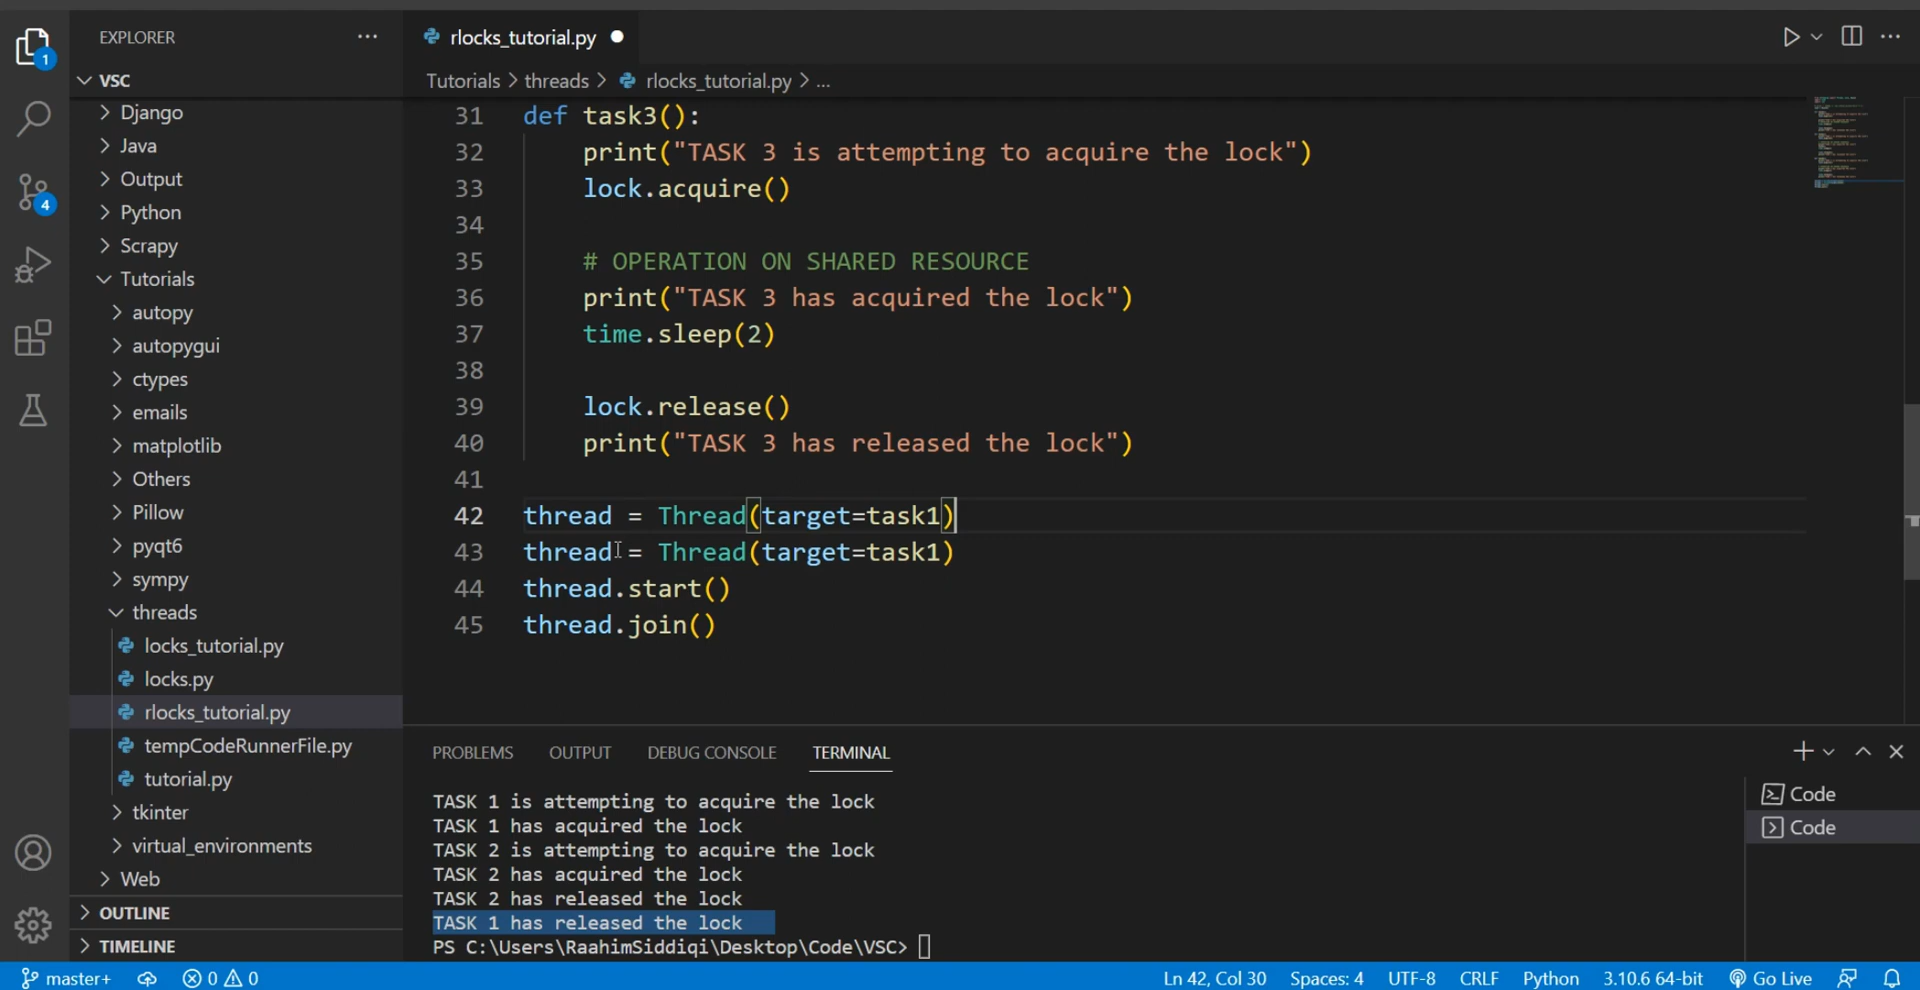 EXPLORER
VSC
Django
Java
Output
Python
Scrapy
Tutorials
autopy
autopygui
ctypes
emails
matplotlib
Others
Pillow
pyqt6
sympy
threads
locks_tutorial.py
locks.py
rlocks_tutorial.py
tempCodeRunnerFile.py
tutorial.py
tkinter
virtual_environments
Web
OUTLINE
TIMELINE
1
4
rlocks_tutorial.py
Tutorials > threads > rlocks_tutorial.py > ...
31 def task3():
32 print("TASK 3 is attempting to acquire the lock")
33 lock.acquire()
34
35 # OPERATION ON SHARED RESOURCE
36 print("TASK 3 has acquired the lock")
37 time.sleep(2)
38
39 lock.release()
40 print("TASK 3 has released the lock")
41
42 thread = Thread(target=task1)
43 thread = Thread(target=task1)
44 thread.start()
45 thread.join()
PROBLEMS OUTPUT DEBUG CONSOLE TERMINAL
TASK 1 is attempting to acquire the lock
TASK 1 has acquired the lock
TASK 2 is attempting to acquire the lock
TASK 2 has acquired the lock
TASK 2 has released the lock
TASK 1 has released the lock
PS C:\Users\RaahimSiddiqi\Desktop\Code\VSC>
Code
Code
master+ 0 0 Ln 42, Col 30 Spaces: 4 UTF-8 CRLF Python 3.10.6 64-bit Go Live